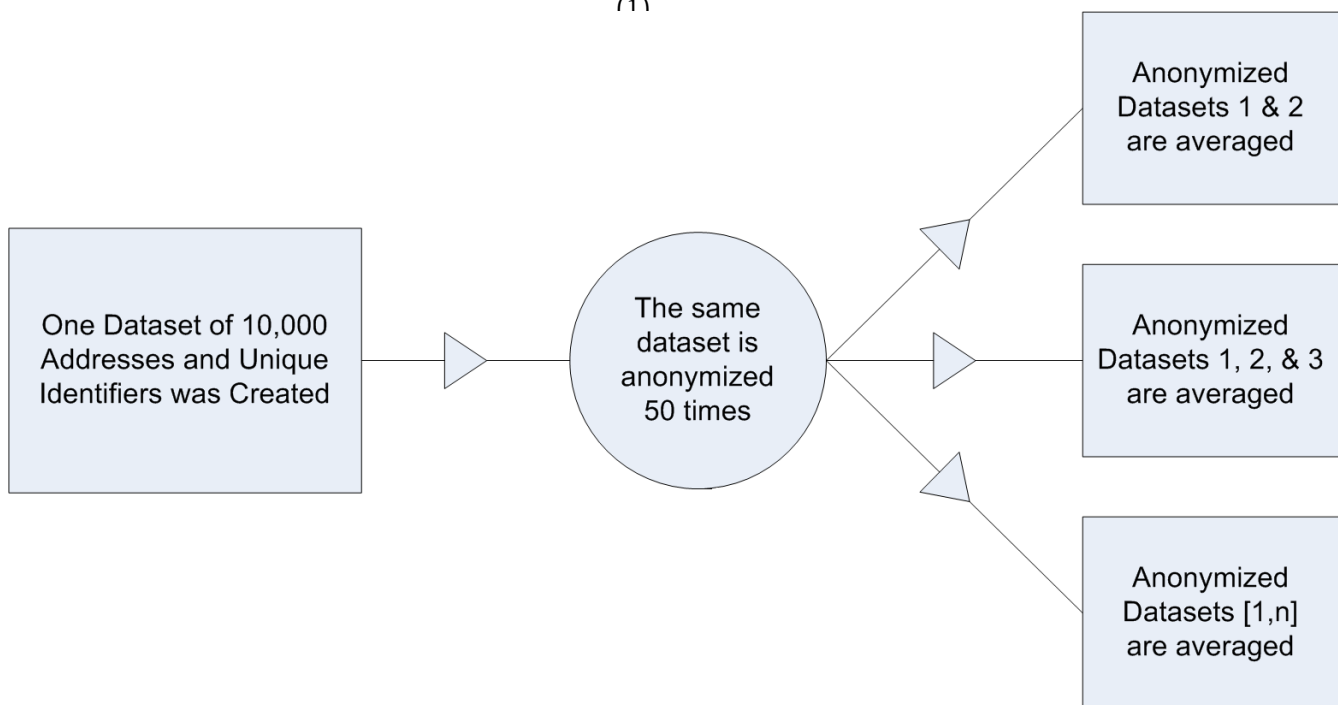 (1)
One Dataset of 10,000
Addresses and Unique
Identifiers was Created
The same
dataset is
anonymized
50 times
Anonymized
Datasets 1 & 2
are averaged
Anonymized
Datasets 1, 2, & 3
are averaged
Anonymized
Datasets [1,n]
are averaged